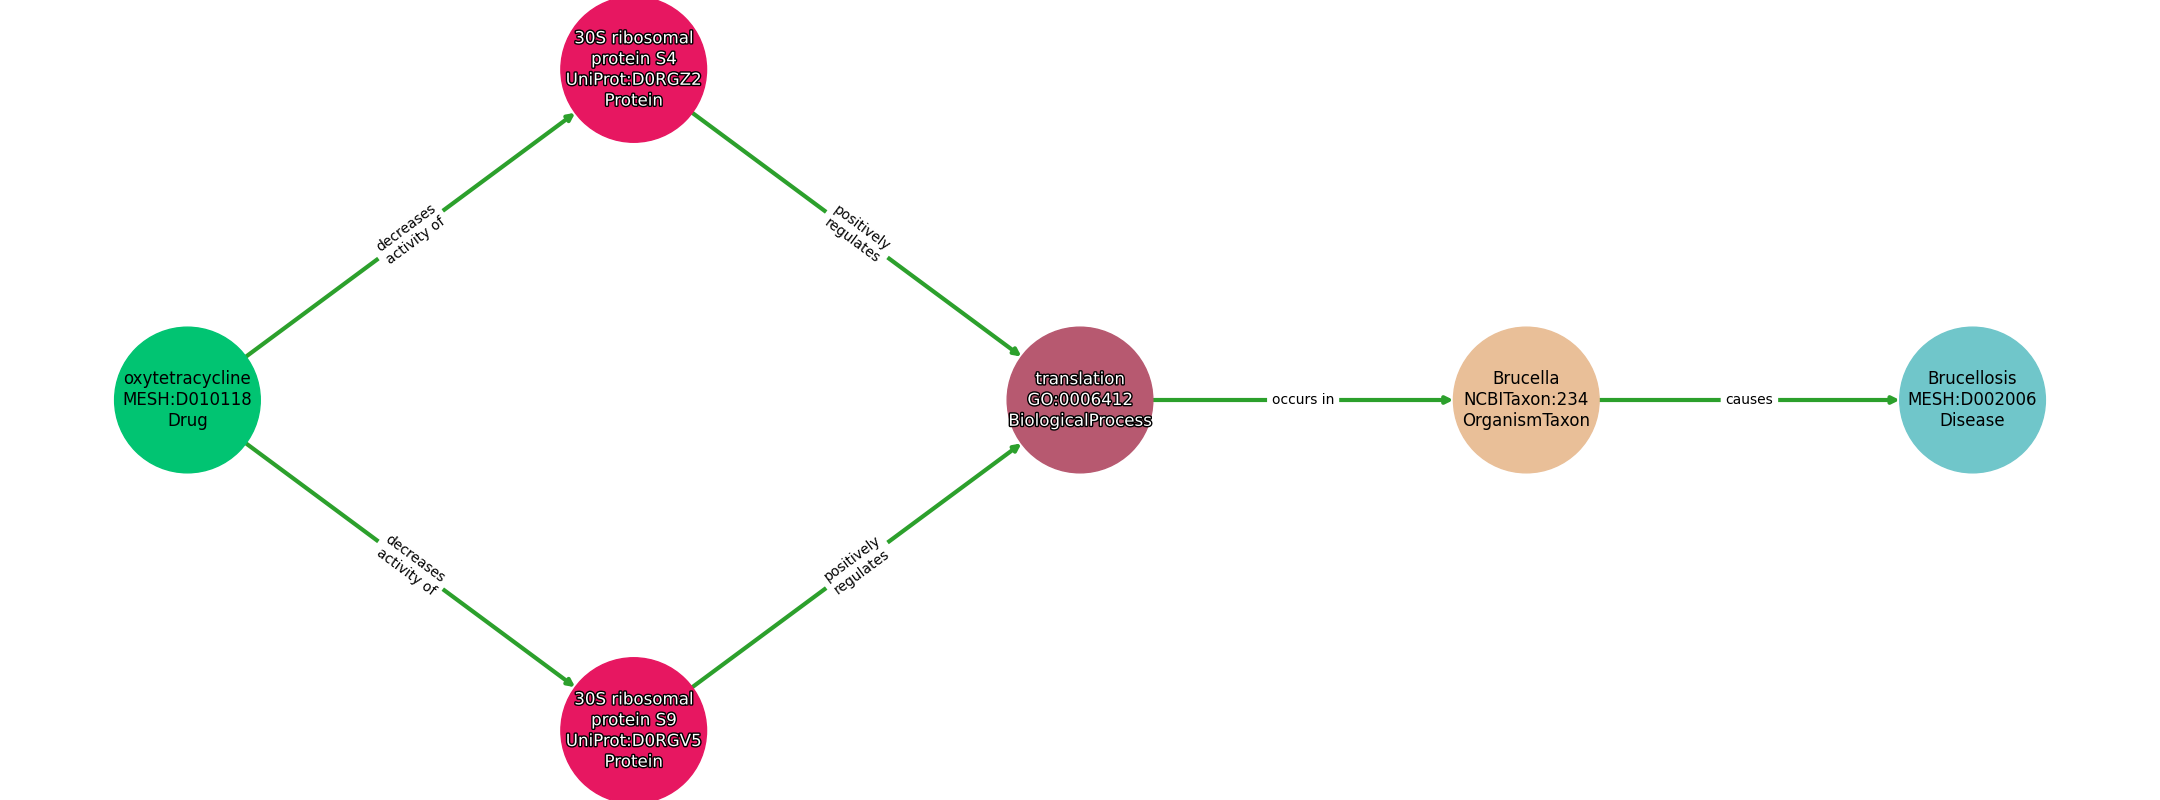 30S ribosomal
protein S4
UniProt:D0RGZ2
Protein
decreases
activity of
positively
regulates
oxytetracycline
MESH:D010118
Drug
translation
GO:0006412
BiologicalProcess
occurs in
Brucella
NCBITaxon:234
OrganismTaxon
causes
Brucellosis
MESH:D002006
Disease
decreases
activity of
positively
regulates
30S ribosomal
protein S9
UniProt:D0RGV5
Protein